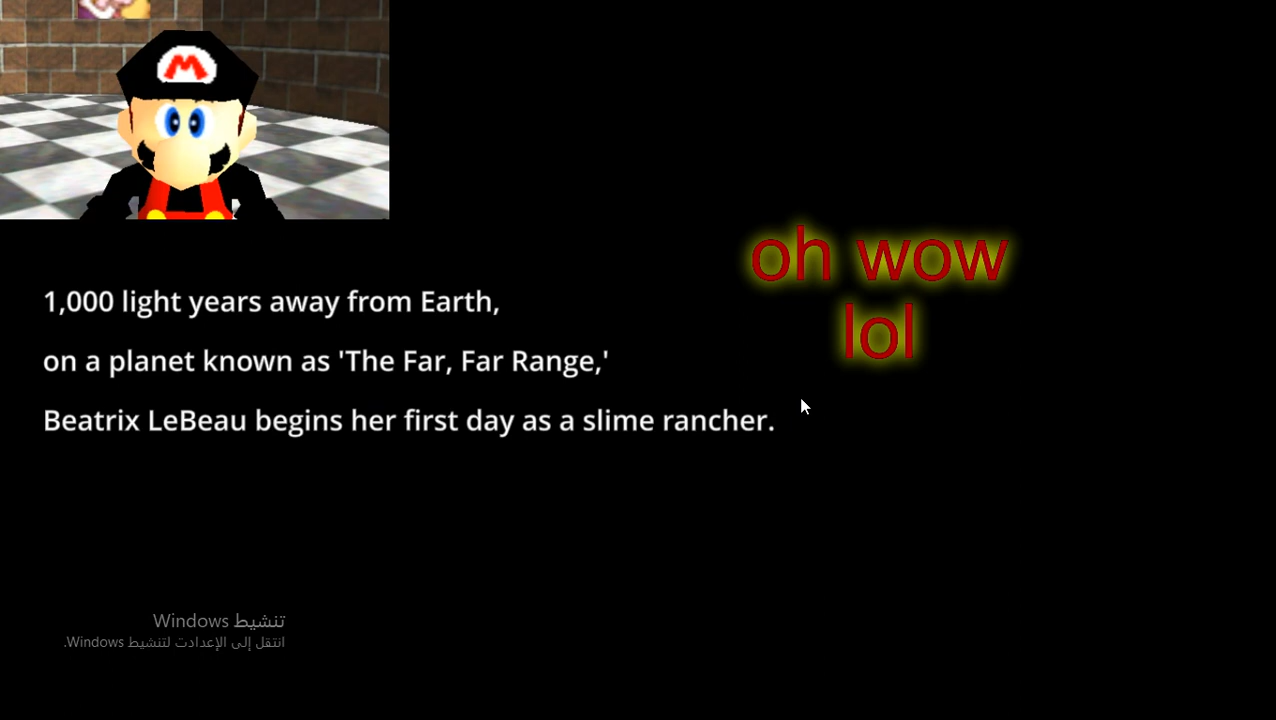 M
oh wow
lol
1,000 light years away from Earth,
on a planet known as 'The Far, Far Range,'
Beatrix LeBeau begins her first day as a slime rancher.
تنشيط Windows
انتقل إلى الإعدادت لتنشيط Windows.